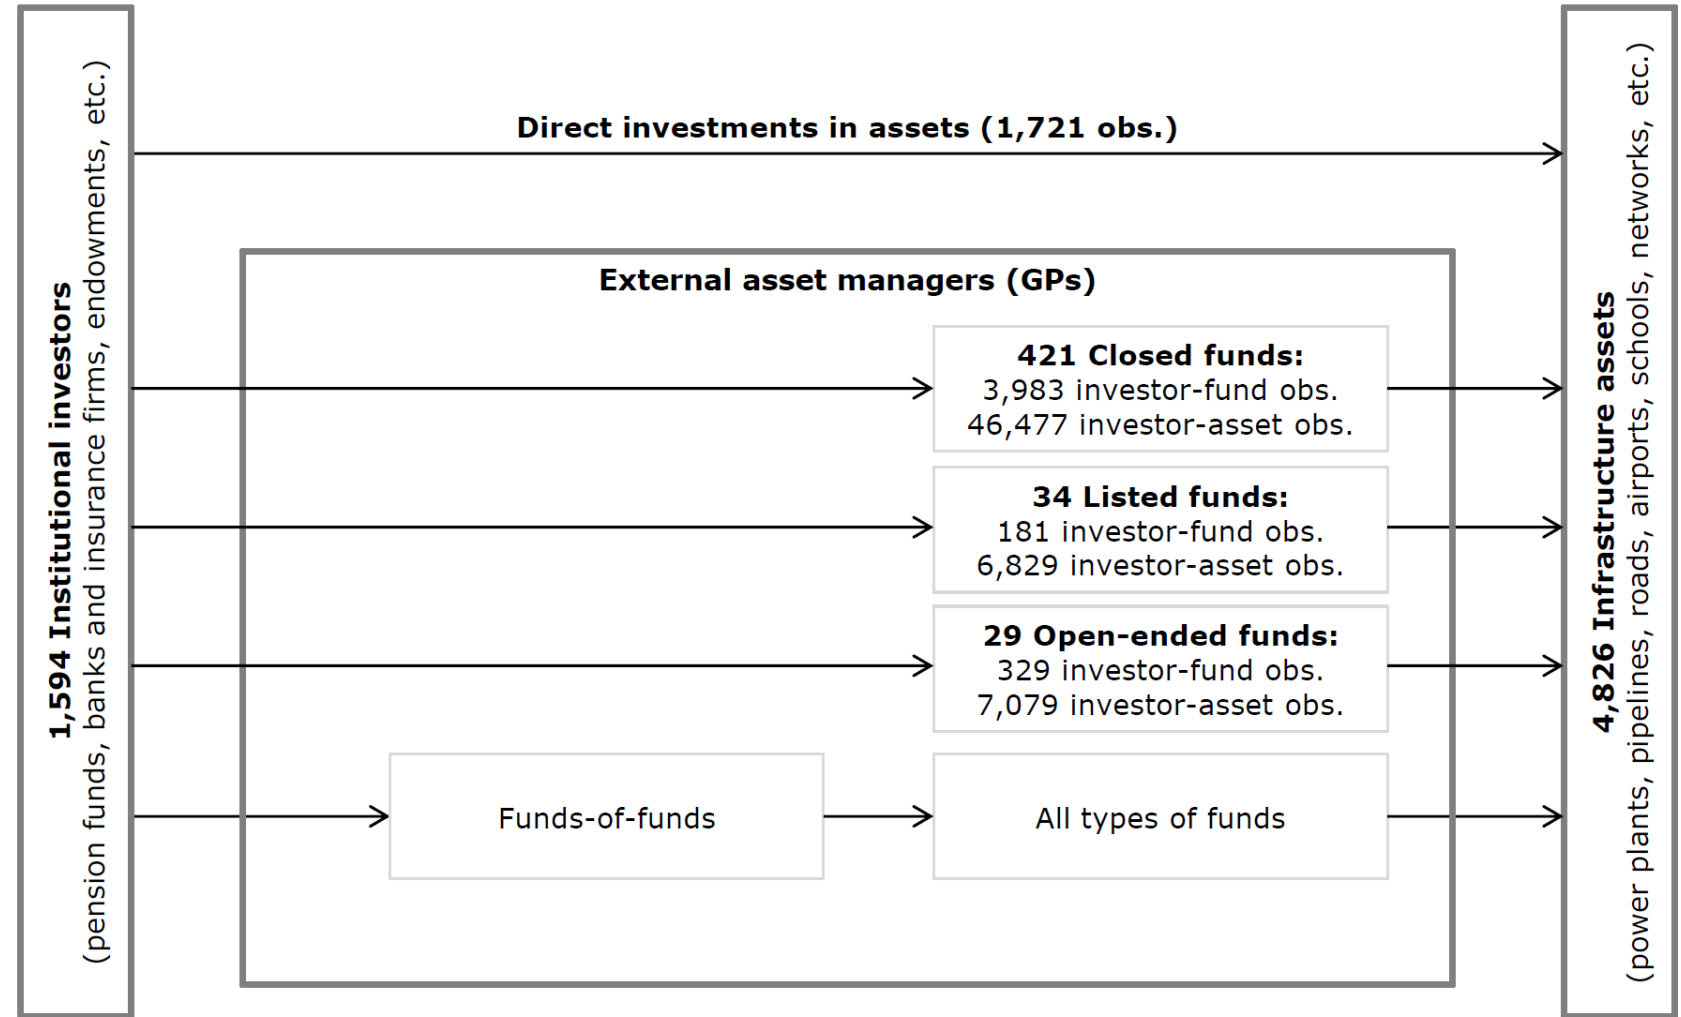 1,594 Institutional investors
(pension funds, banks and insurance firms, endowments, etc.)
Direct investments in assets (1,721 obs.)
External asset managers (GPs)
421 Closed funds:
3,983 investor-fund obs.
46,477 investor-asset obs.
34 Listed funds:
181 investor-fund obs.
6,829 investor-asset obs.
29 Open-ended funds:
329 investor-fund obs.
7,079 investor-asset obs.
Funds-of-funds
All types of funds
4,826 Infrastructure assets
(power plants, pipelines, roads, airports, schools, networks, etc.)